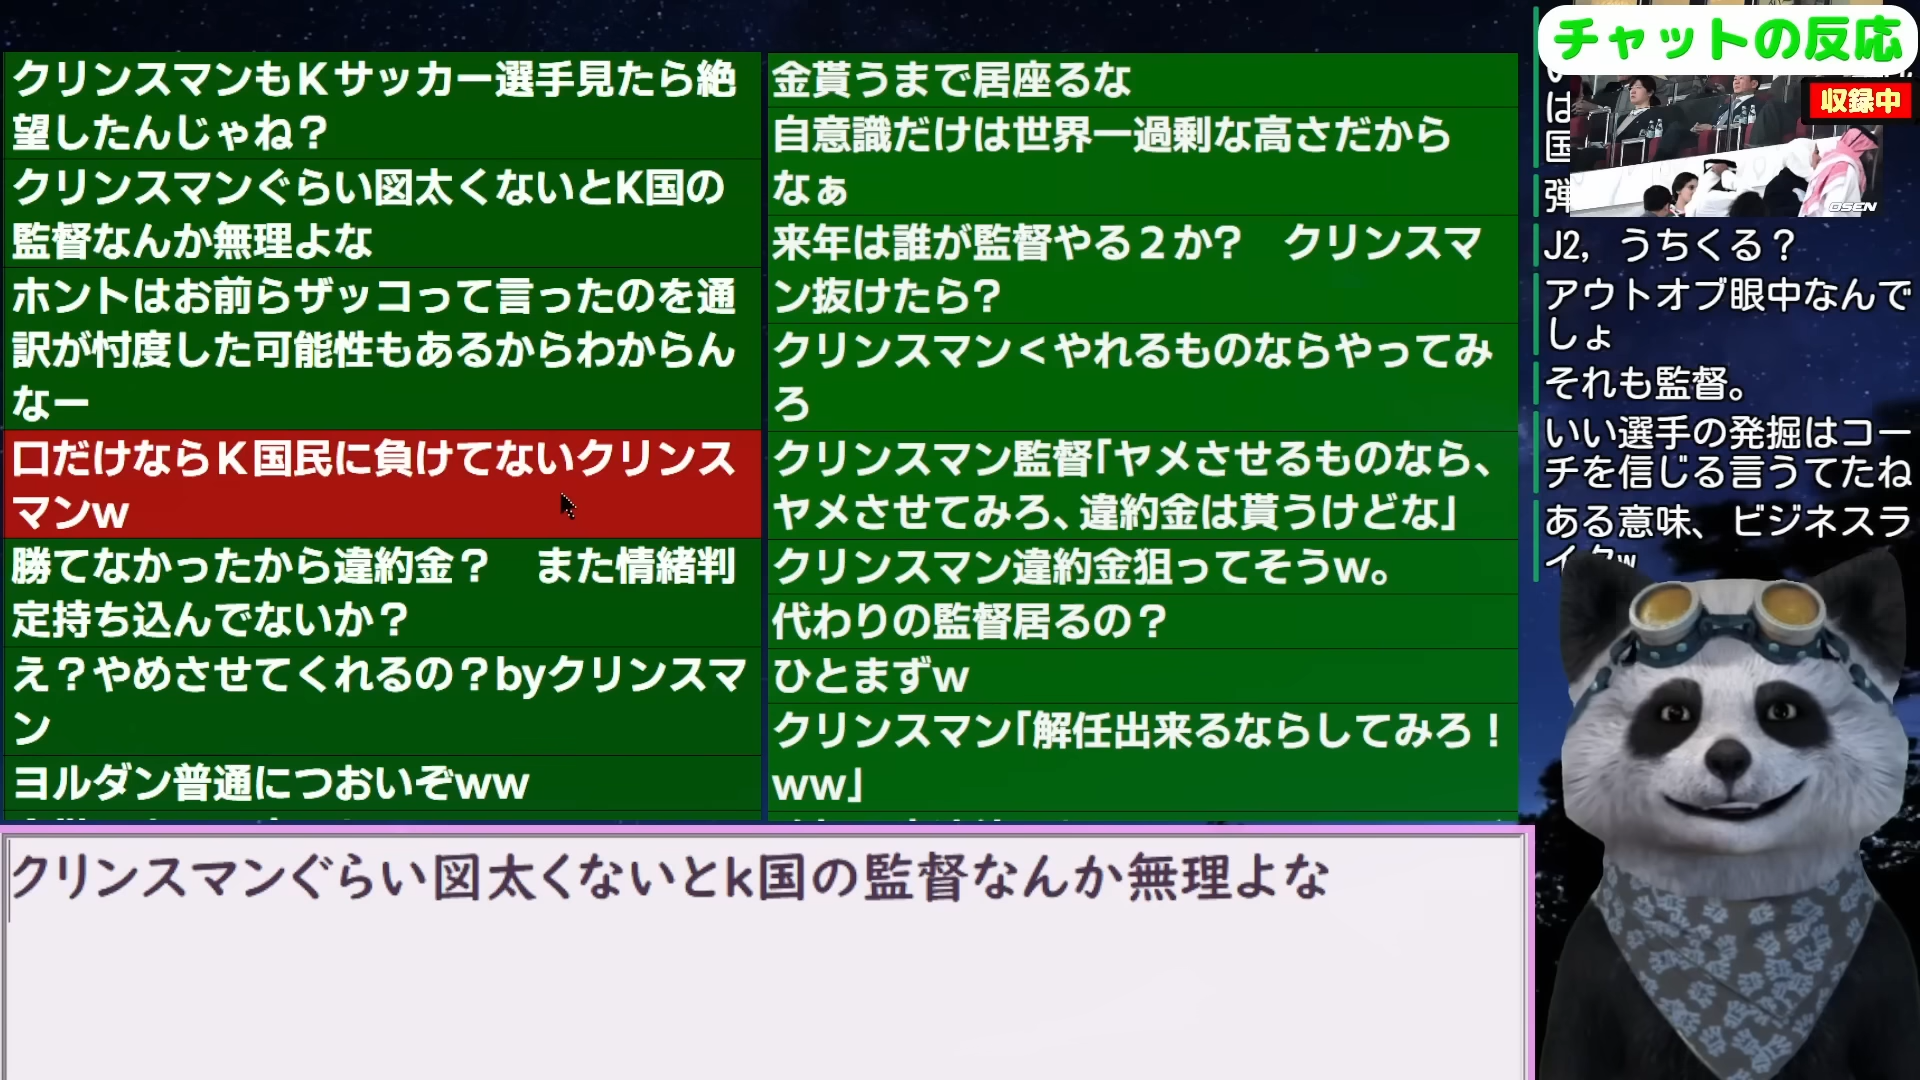 クリンスマンもKサッカー選手見たら絶
望したんじゃね？
クリンスマンぐらい図太くないとK国の
監督なんか無理よな
ホントはお前らザッコって言ったのを通
訳が忖度した可能性もあるからわからん
なー
口だけならK国民に負けてないクリンス
マンw
勝てなかったから違約金？　また情緒判
定持ち込んでないか？
え？やめさせてくれるの？byクリンスマ
ン
ヨルダン普通につおいぞww
金貰うまで居座るな
自意識だけは世界一過剰な高さだから
なぁ
来年は誰が監督やる２か?　クリンスマ
ン抜けたら?
クリンスマン＜やれるものならやってみ
ろ
クリンスマン監督｢ヤメさせるものなら、
ヤメさせてみろ、違約金は貰うけどな｣
クリンスマン違約金狙ってそうw。
代わりの監督居るの？
ひとまずw
クリンスマン｢解任出来るならしてみろ！
ww｣
チャットの反応
収録中
は
国
弾
OSEN
J2,　うちくる？
アウトオブ眼中なんで
しょ
それも監督。
いい選手の発掘はコー
チを信じる言うてたね
ある意味、ビジネスラ
イクw
クリンスマンぐらい図太くないとk国の監督なんか無理よな